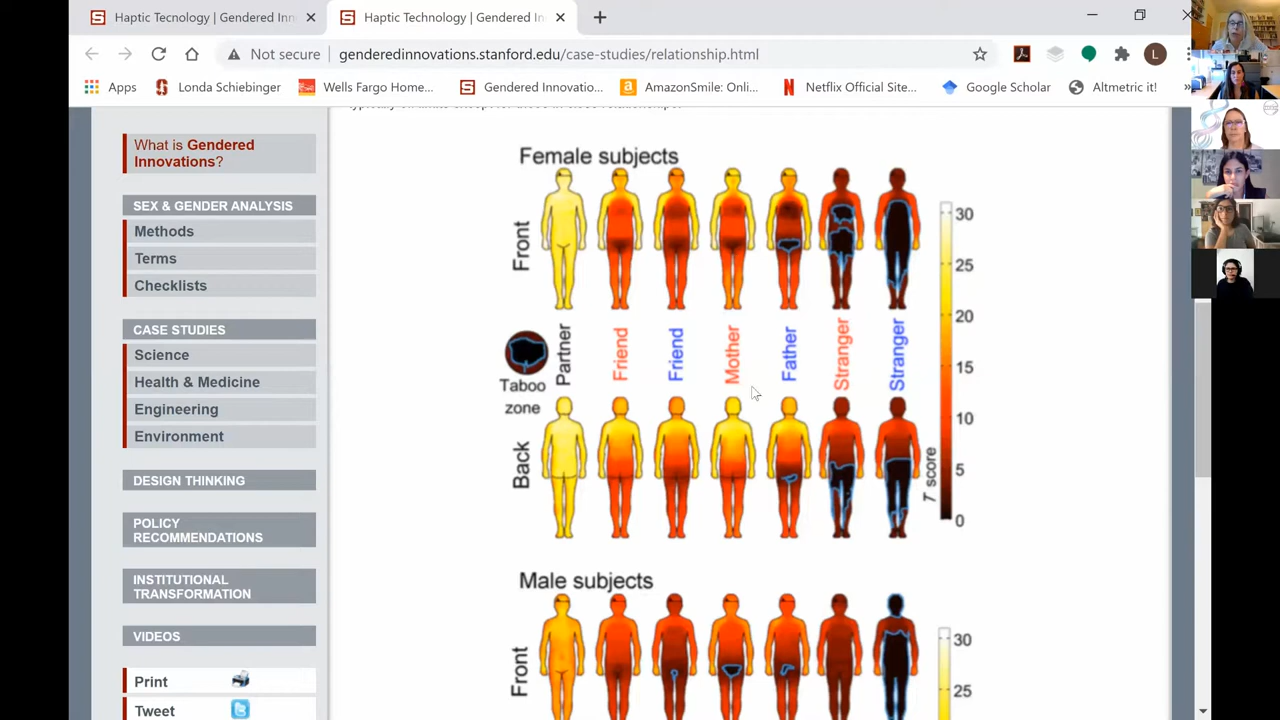 Haptic Tecnology | Gendered Inn
Haptic Technology | Gendered In
Not secure
genderedinnovations.stanford.edu/case-studies/relationship.html
L
Apps
Londa Schiebinger
Wells Fargo Home...
Gendered Innovatio...
AmazonSmile: Onli...
Netflix Official Site...
Google Scholar
Altmetric it!
»
What is Gendered
Innovations?
SEX & GENDER ANALYSIS
Methods
Terms
Checklists
CASE STUDIES
Science
Health & Medicine
Engineering
Environment
DESIGN THINKING
POLICY
RECOMMENDATIONS
INSTITUTIONAL
TRANSFORMATION
VIDEOS
Print
Tweet
Female subjects
Front
Taboo
zone
Partner
Friend
Friend
Mother
Father
Stranger
Stranger
Back
30
25
20
15
10
5
0
T score
Male subjects
Front
30
25